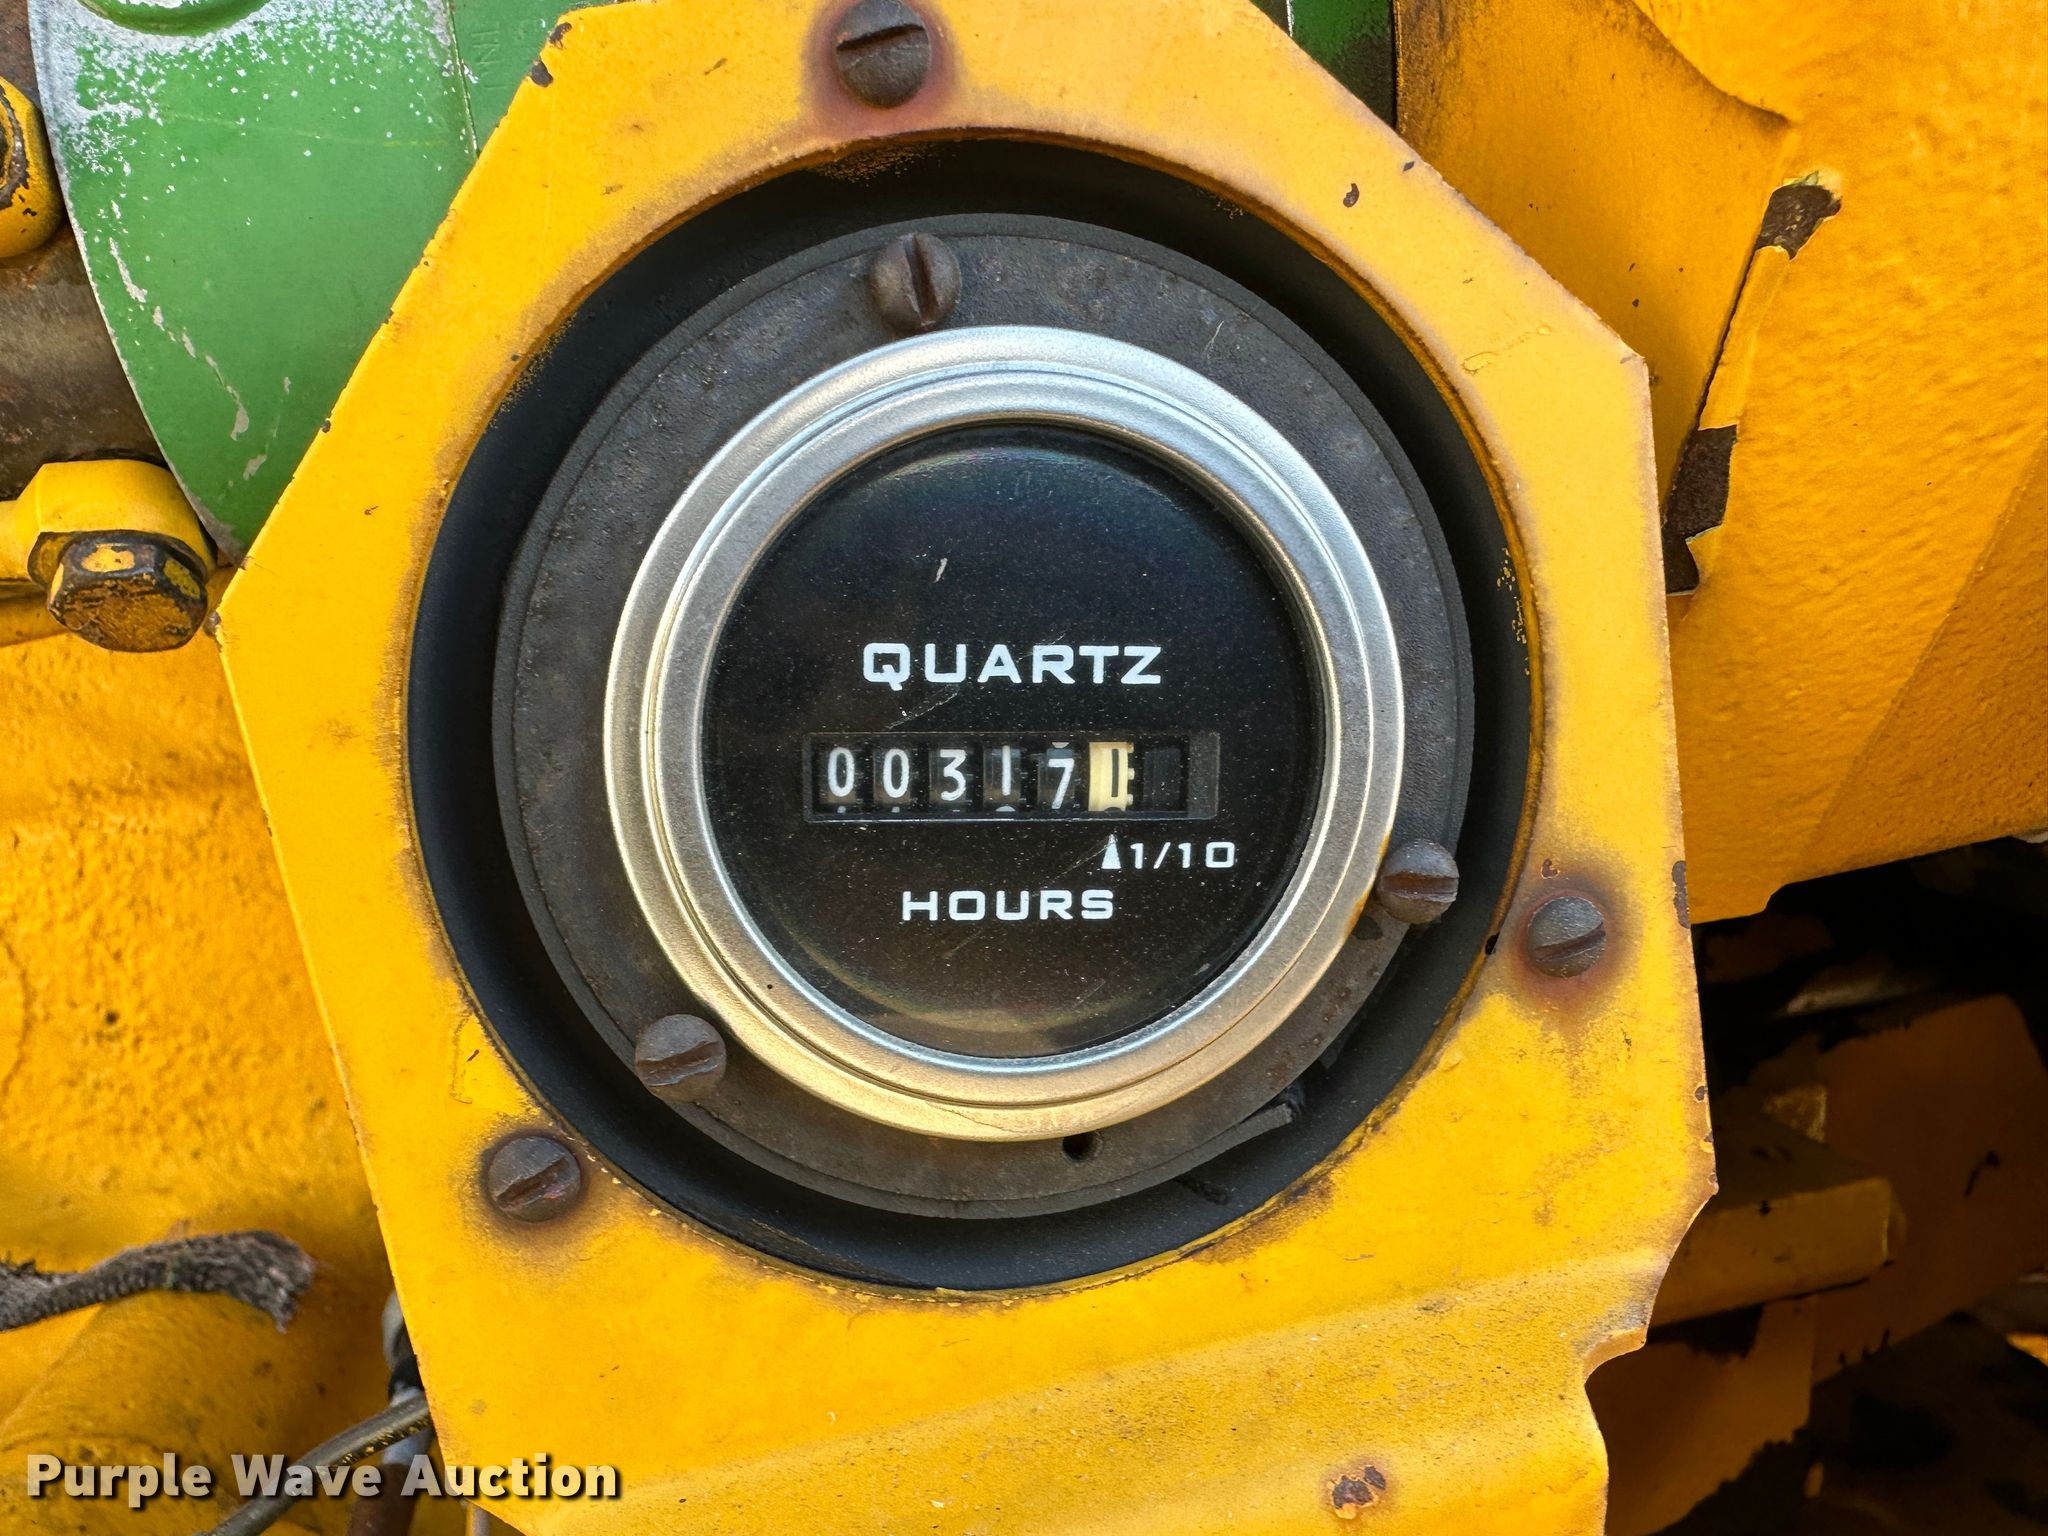 QUARTZ
003171
1/10
HOURS
Purple Wave Auction